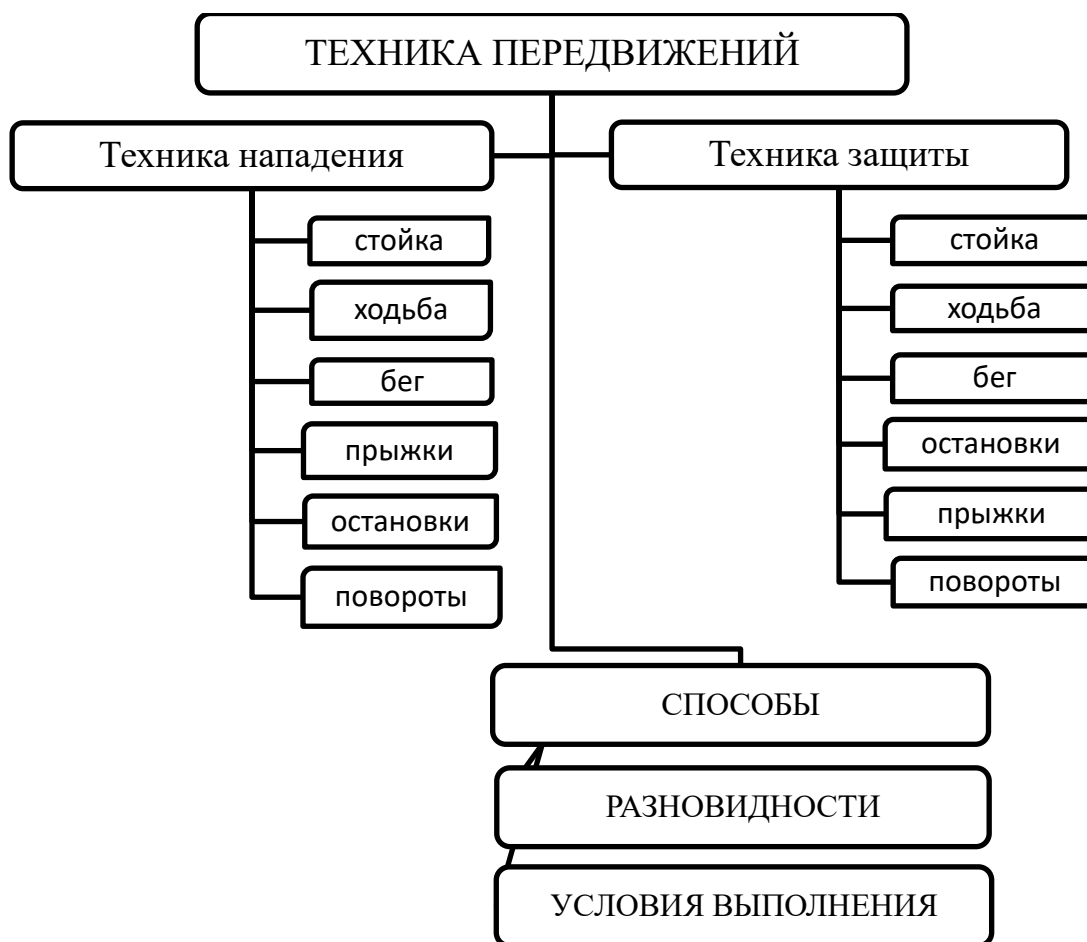 ТЕХНИКА ПЕРЕДВИЖЕНИЙ
Техника нападения
стойка
ходьба
бег
прыжки
остановки
повороты
Техника защиты
стойка
ходьба
бег
остановки
прыжки
повороты
СПОСОБЫ
РАЗНОВИДНОСТИ
УСЛОВИЯ ВЫПОЛНЕНИЯ